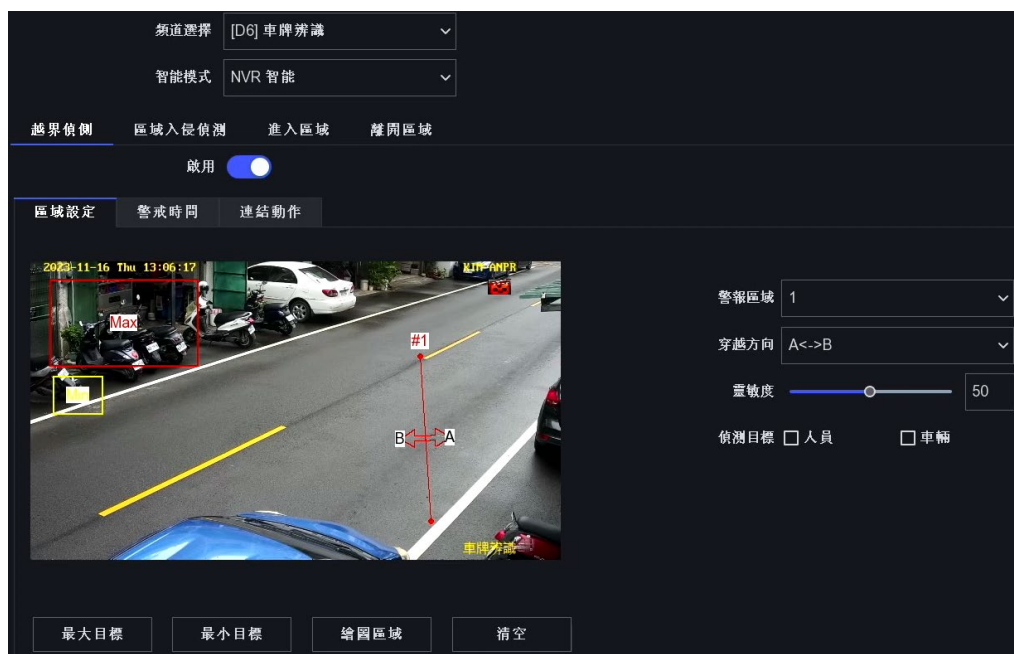 頻道選擇 [D6] 車牌辨識
智能模式 NVR 智能
越界偵側 區域入侵偵測 進入區域 離開區域
啟用
區域設定 警戒時間 連結動作
2023-11-16 Thu 13:06:17
警報區域 1
Max
#1
穿越方向 A<->B
靈敏度 50
B A
偵測目標 人員 車輛
車牌辨識
最大目標 最小目標 繪圖區域 清空